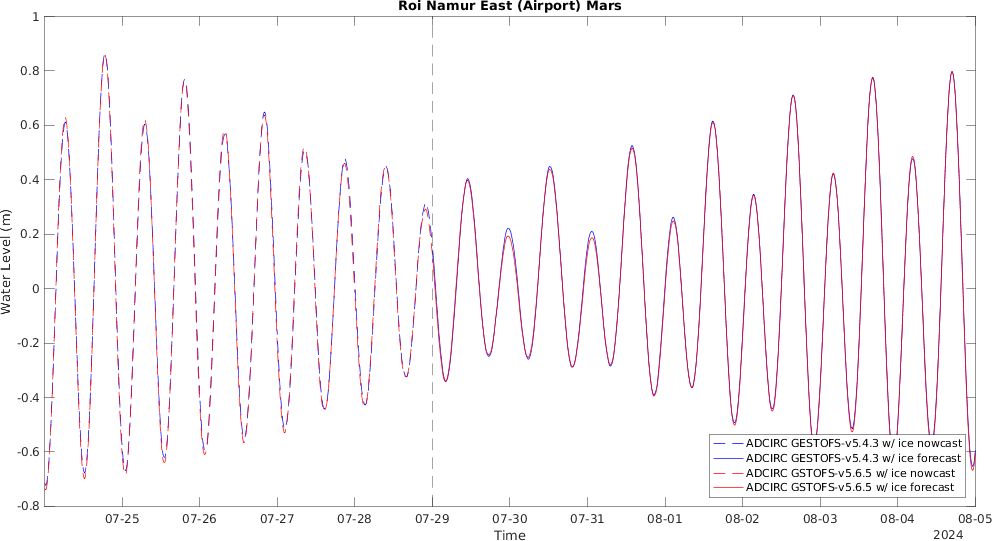 Roi Namur East (Airport) Mars
1
0.8
0.6
0.4
0.2
0
-0.2
-0.4
-0.6
-0.8
Water Level (m)
07-25 07-26 07-27 07-28 07-29 07-30 07-31 08-01 08-02 08-03 08-04 08-05
Time
2024
ADCIRC GESTOFS-v5.4.3 w/ ice nowcast
ADCIRC GESTOFS-v5.4.3 w/ ice forecast
ADCIRC GSTOFS-v5.6.5 w/ ice nowcast
ADCIRC GSTOFS-v5.6.5 w/ ice forecast